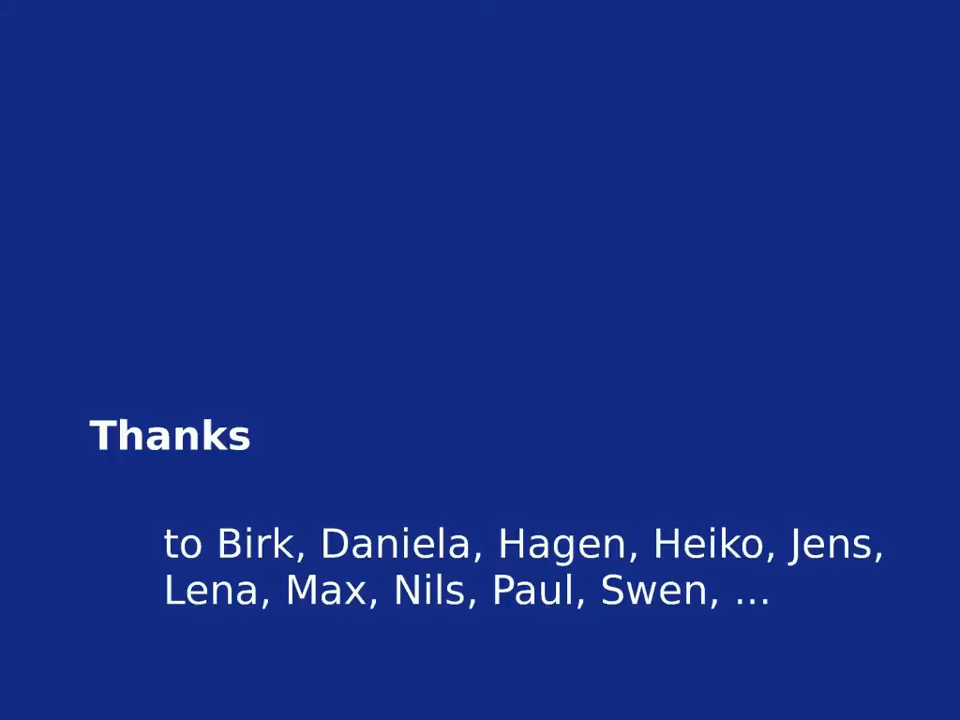 Thanks
to Birk, Daniela, Hagen, Heiko, Jens,
Lena, Max, Nils, Paul, Swen, ...